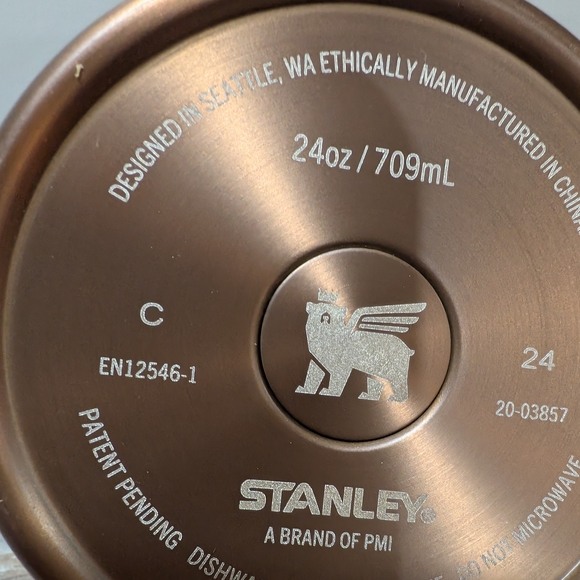 DESIGNED IN SEATTLE, WA ETHICALLY MANUFACTURED IN CHINA
24oz / 709mL
C
EN12546-1
24
20-03857
STANLEY®
A BRAND OF PMI
PATENT PENDING
NOT MICROWAVE